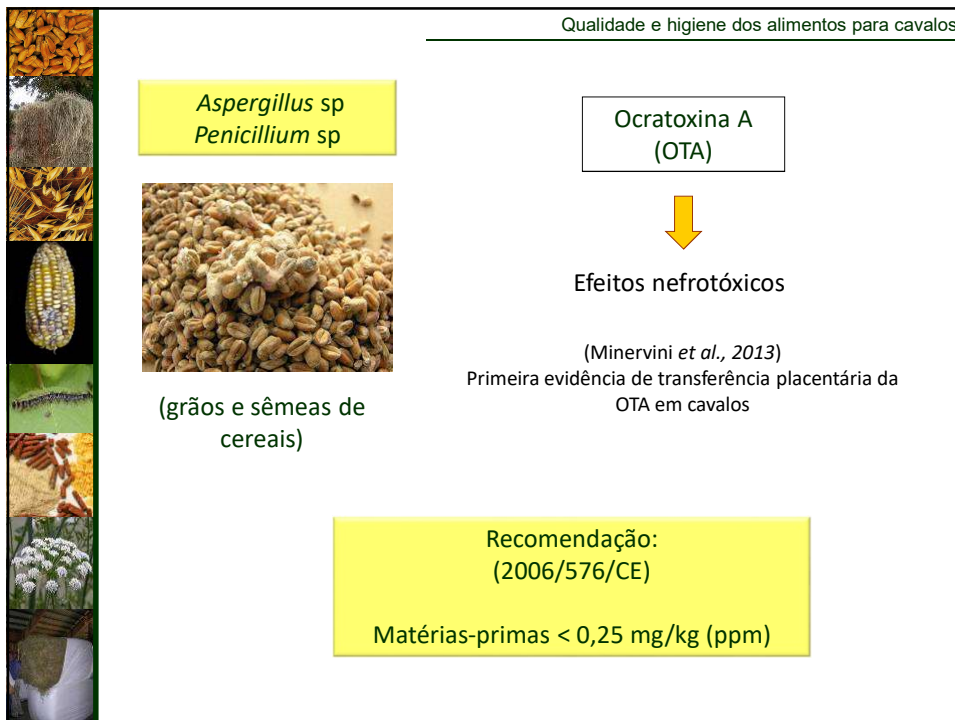 Qualidade e higiene dos alimentos para cavalos
Aspergillus sp
Penicillium sp
Ocratoxina A
(OTA)
Efeitos nefrotóxicos
(Minervini et al., 2013)
Primeira evidência de transferência placentária da
OTA em cavalos
(grãos e sêmeas de
cereais)
Recomendação:
(2006/576/CE)
Matérias-primas < 0,25 mg/kg (ppm)